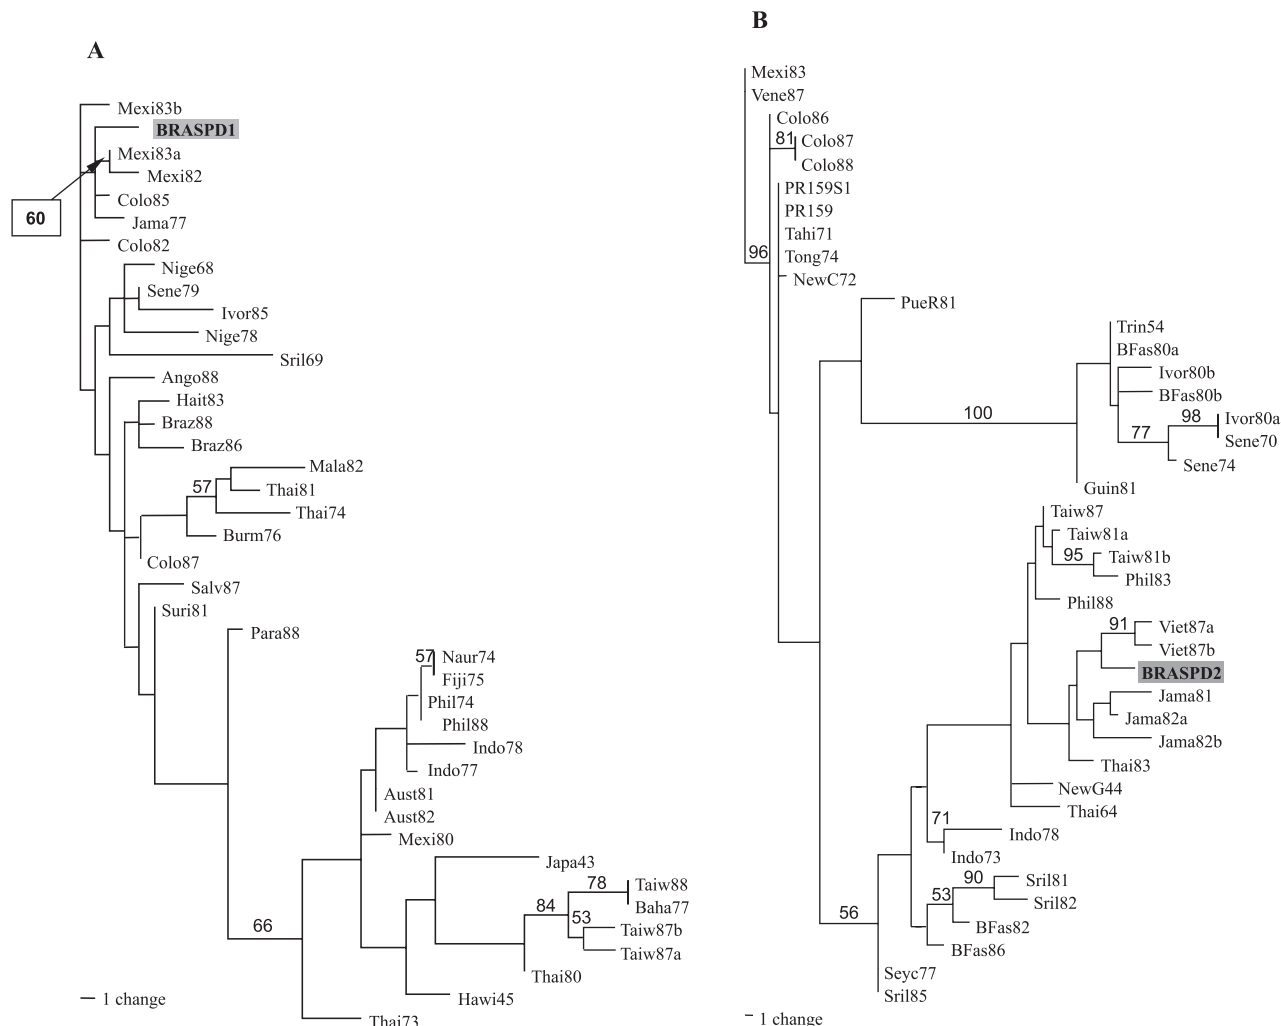 A
Mexi83b
BRASPD1
Mexi83a
Mexi82
60
Colo85
Jama77
Colo82
Nige68
Sene79
Ivor85
Nige78
Sril69
Ango88
Hait83
Braz88
Braz86
Mala82
57
Thai81
Thai74
Burm76
Colo87
Salv87
Suri81
Para88
57
Naur74
Fiji75
Phil74
Phil88
Indo78
Indo77
Aust81
Aust82
Mexi80
Japa43
78
Taiw88
Baha77
84
53
Taiw87b
Taiw87a
66
Thai80
Hawi45
Thai73
1 change
B
Mexi83
Vene87
Colo86
81
Colo87
Colo88
PR159S1
PR159
Tahi71
Tong74
96
NewC72
PueR81
Trin54
BFas80a
Ivor80b
BFas80b
100
98
Ivor80a
77
Sene70
Sene74
Guin81
Taiw87
Taiw81a
95
Taiw81b
Phil83
Phil88
91
Viet87a
Viet87b
BRASPD2
Jama81
Jama82a
Jama82b
Thai83
NewG44
Thai64
71
Indo78
Indo73
90
Sril81
53
Sril82
56
BFas82
BFas86
Seyc77
Sril85
1 change